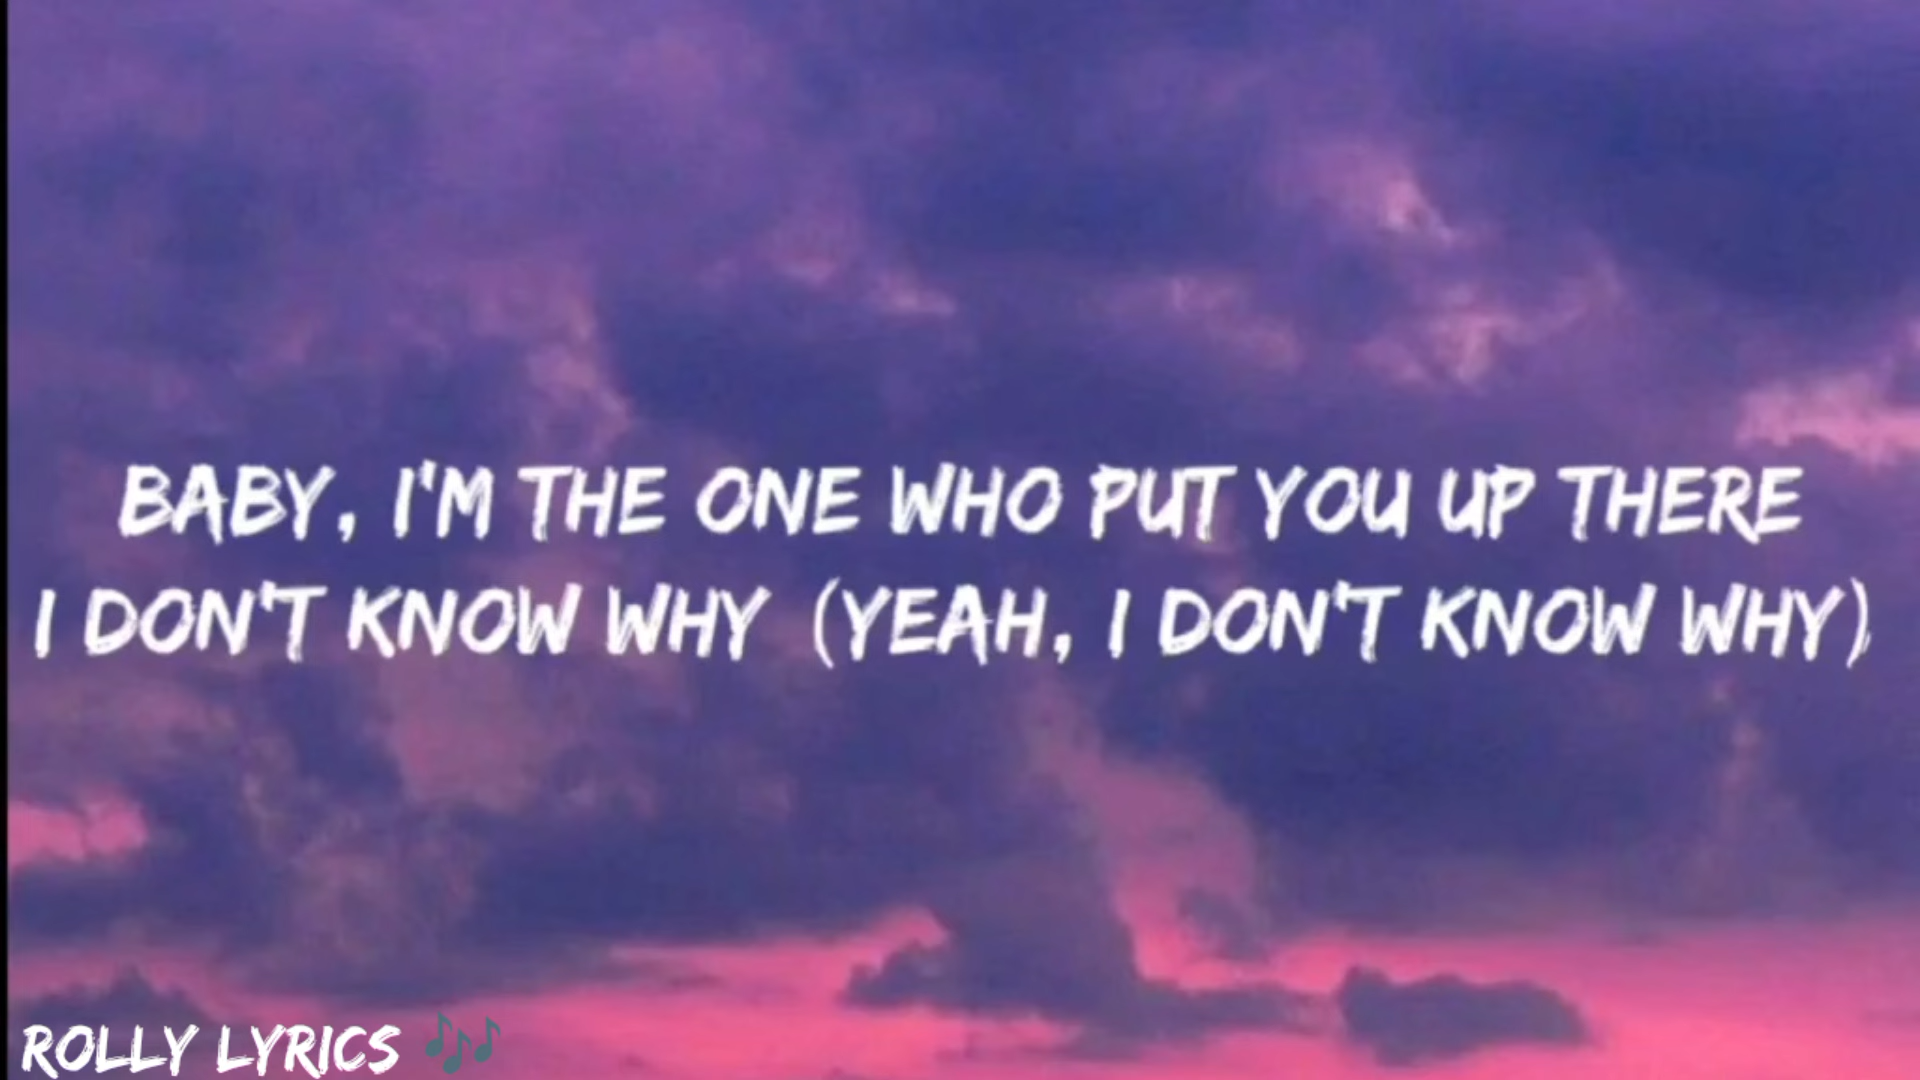 BABY, I'M THE ONE WHO PUT YOU UP THERE
I DON'T KNOW WHY (YEAH, I DON'T KNOW WHY)
ROLLY LYRICS 🎶